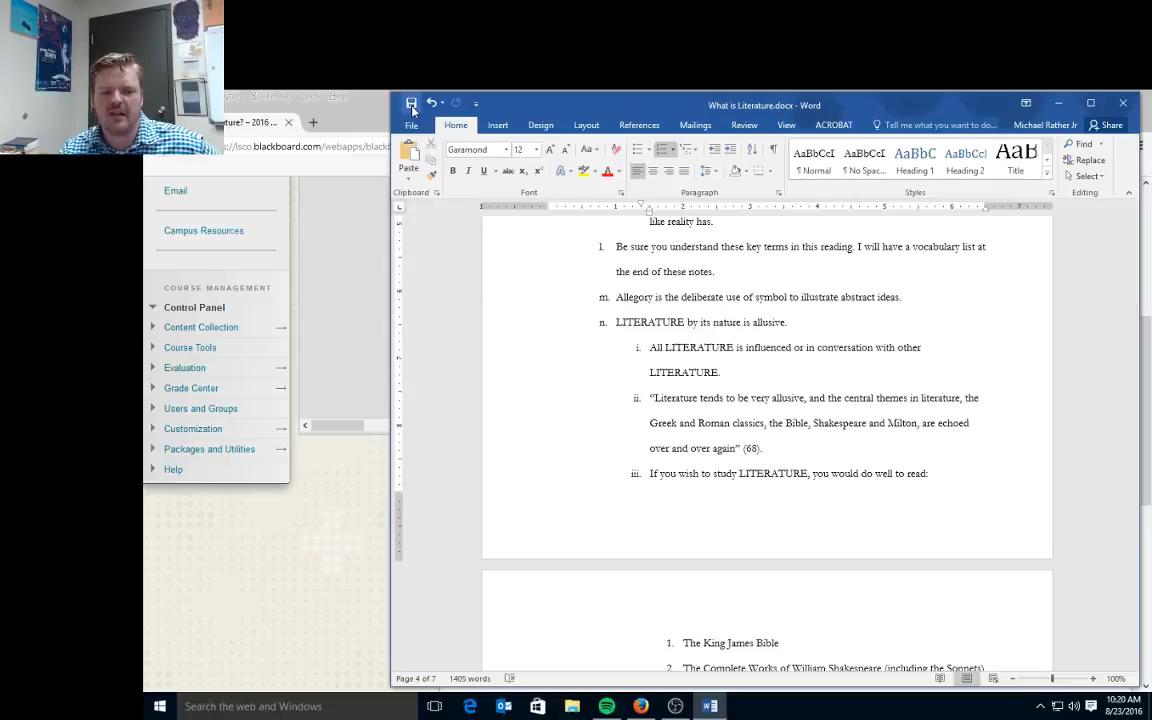 What is Literature.docx - Word
File Home Insert Design Layout References Mailings Review View ACROBAT Tell me what you want to do... Michael Rather Jr Share
ture? – 2016 ...
lsco.blackboard.com/webapps/blackb
Paste
Clipboard
Garamond 12
Font
Paragraph
AaBbCcI AaBbCcI AaBbC AaBbCcI AaB
¶ Normal ¶ No Spac... Heading 1 Heading 2 Title
Styles
Find
Replace
Select
Editing
Email
Campus Resources
COURSE MANAGEMENT
Control Panel
Content Collection
Course Tools
Evaluation
Grade Center
Users and Groups
Customization
Packages and Utilities
Help
like reality has.
l. Be sure you understand these key terms in this reading. I will have a vocabulary list at
the end of these notes.
m. Allegory is the deliberate use of symbol to illustrate abstract ideas.
n. LITERATURE by its nature is allusive.
i. All LITERATURE is influenced or in conversation with other
LITERATURE.
ii. “Literature tends to be very allusive, and the central themes in literature, the
Greek and Roman classics, the Bible, Shakespeare and Milton, are echoed
over and over again” (68).
iii. If you wish to study LITERATURE, you would do well to read:
1. The King James Bible
2. The Complete Works of William Shakespeare (including the Sonnets)
Page 4 of 7 1405 words 100%
Search the web and Windows
10:20 AM
8/23/2016